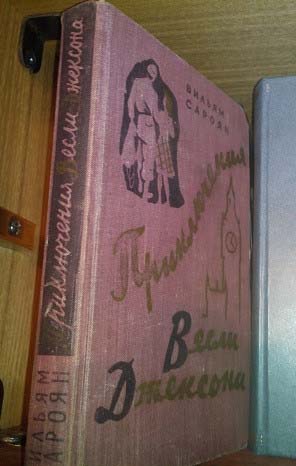 ВИЛЬЯМ
САРОЯН
Приключения
Весли
Джексона
Приключения Весли Джексона
ВИЛЬЯМ
САРОЯН